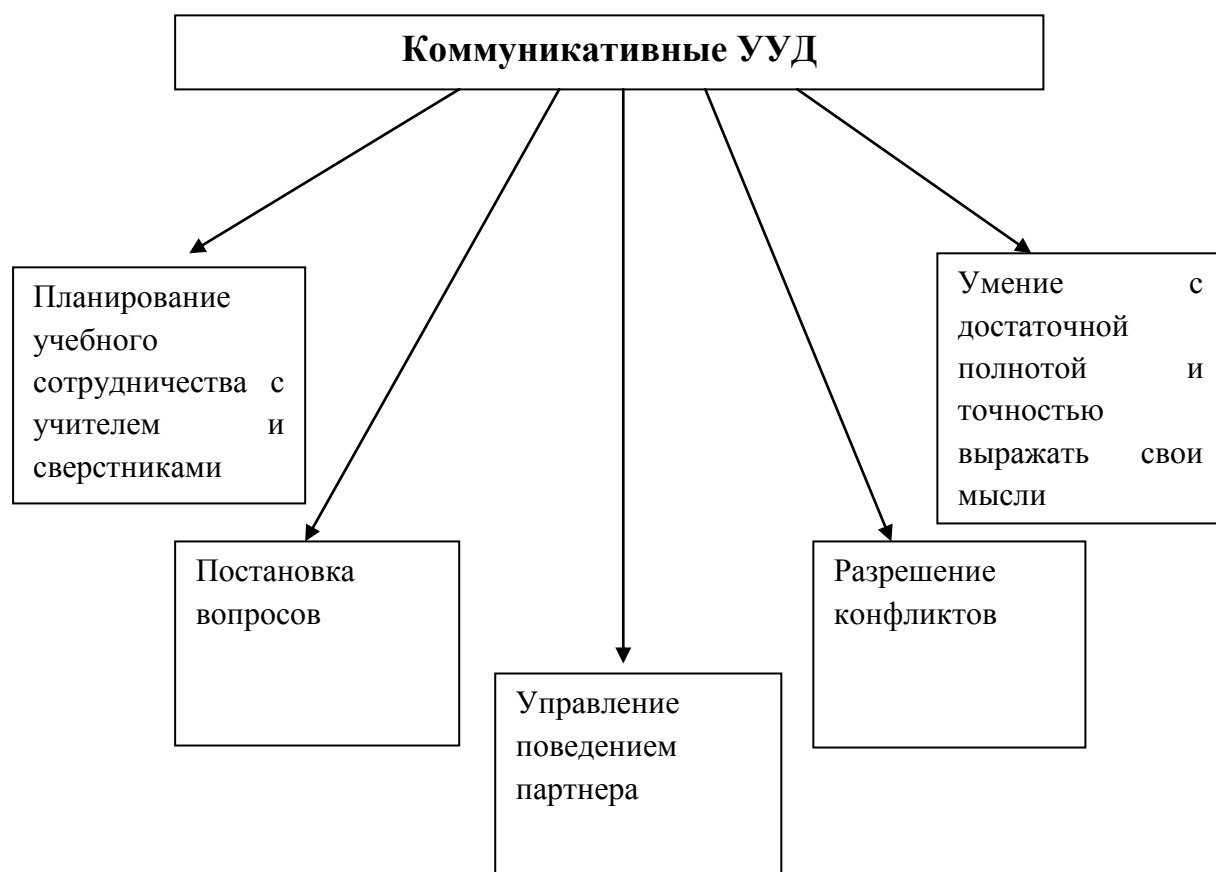 Коммуникативные УУД
Планирование
учебного
сотрудничества с
учителем и
сверстниками
Постановка
вопросов
Управление
поведением
партнера
Разрешение
конфликтов
Умение с
достаточной
полнотой и
точностью
выражать свои
мысли